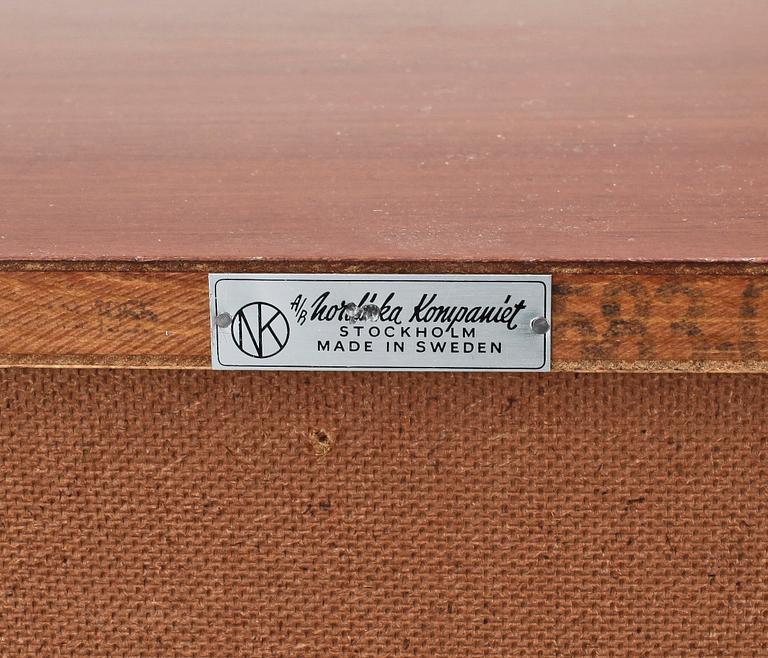 NK
A/B Nordiska Kompaniet
STOCKHOLM
MADE IN SWEDEN